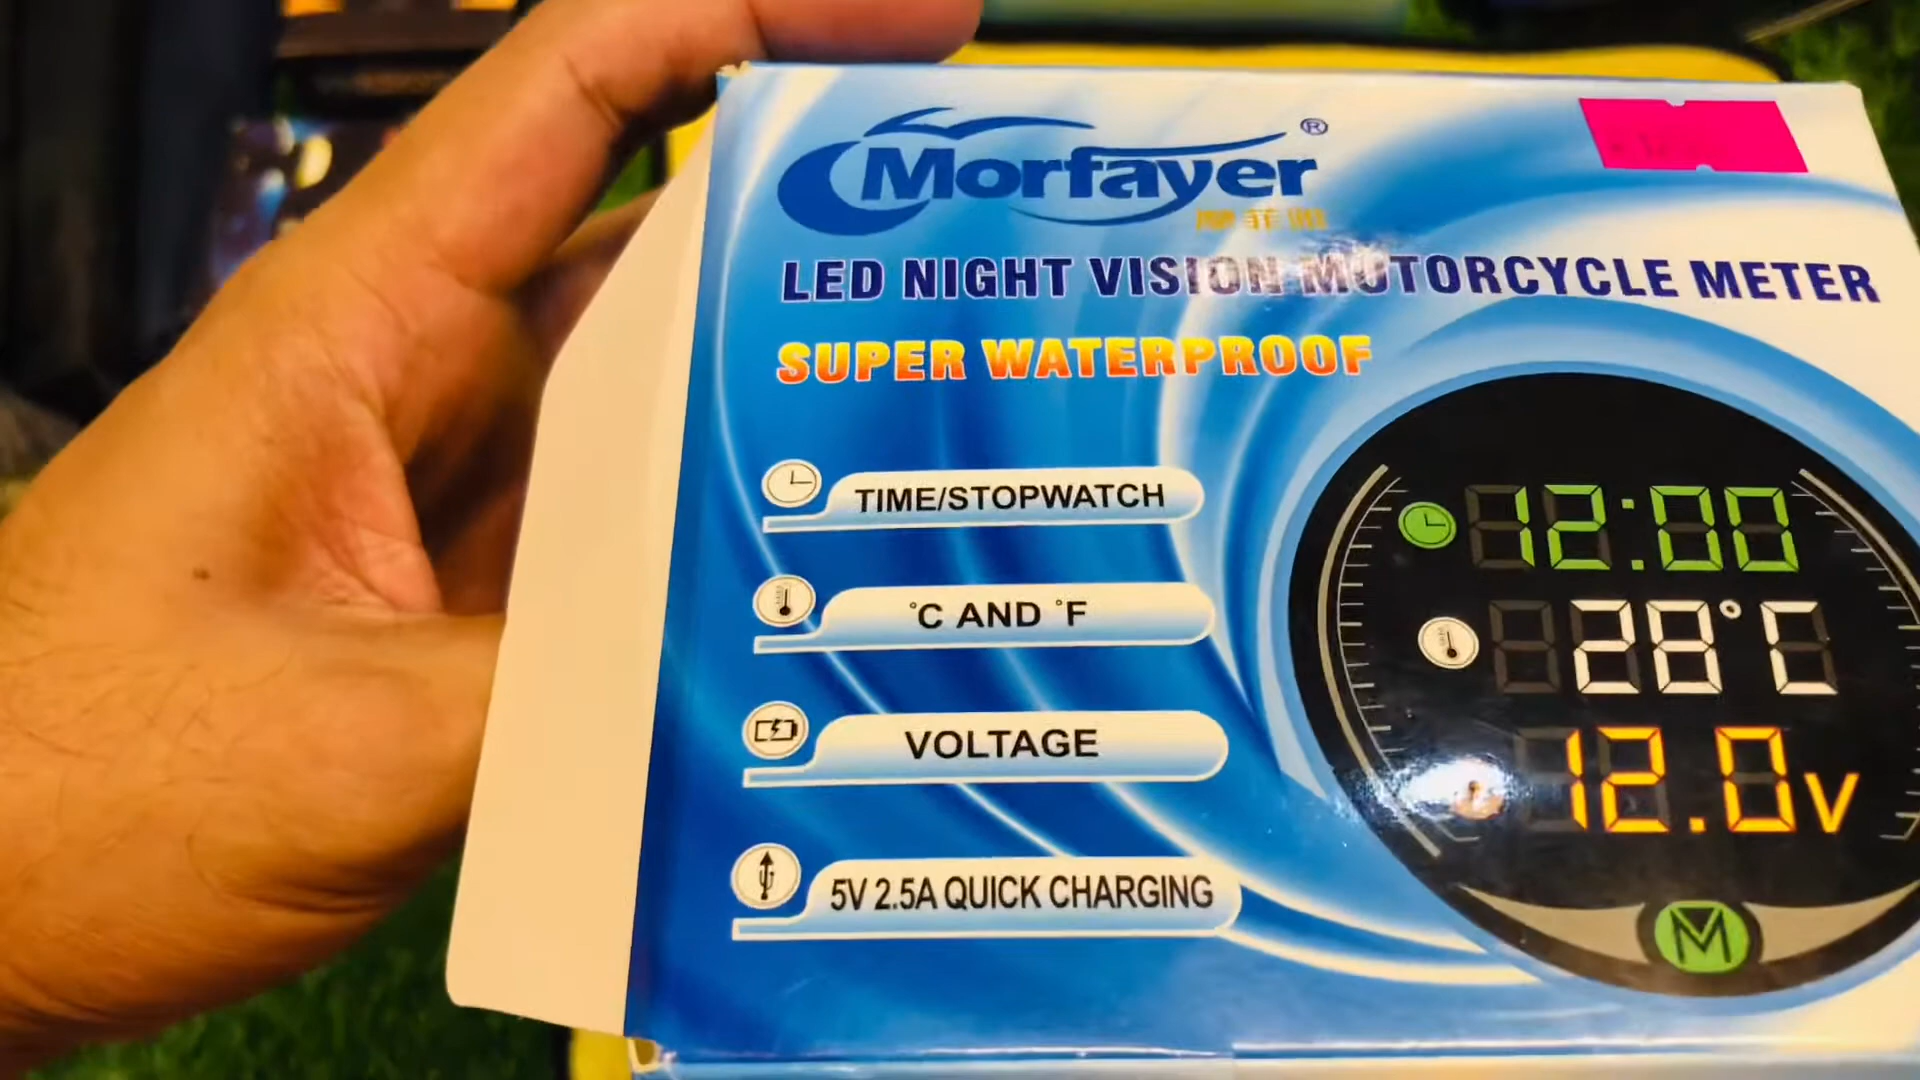 Morfayer ®
LED NIGHT VISION MOTORCYCLE METER
SUPER WATERPROOF
TIME/STOPWATCH
°C AND °F
VOLTAGE
5V 2.5A QUICK CHARGING
12:00
28°C
12.0V
M